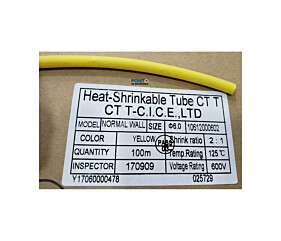 Heat-Shrinkable Tube CT T
CT T-C.I.C.E.,LTD
MODEL NORMAL WALL SIZE Φ6.0 10612000602
COLOR YELLOW Shrink ratio 2 : 1
QUANTITY 100m Temp.Rating 125℃
INSPECTOR 170909 Voltage Rating 600V
Y17060000478 025729
PASS